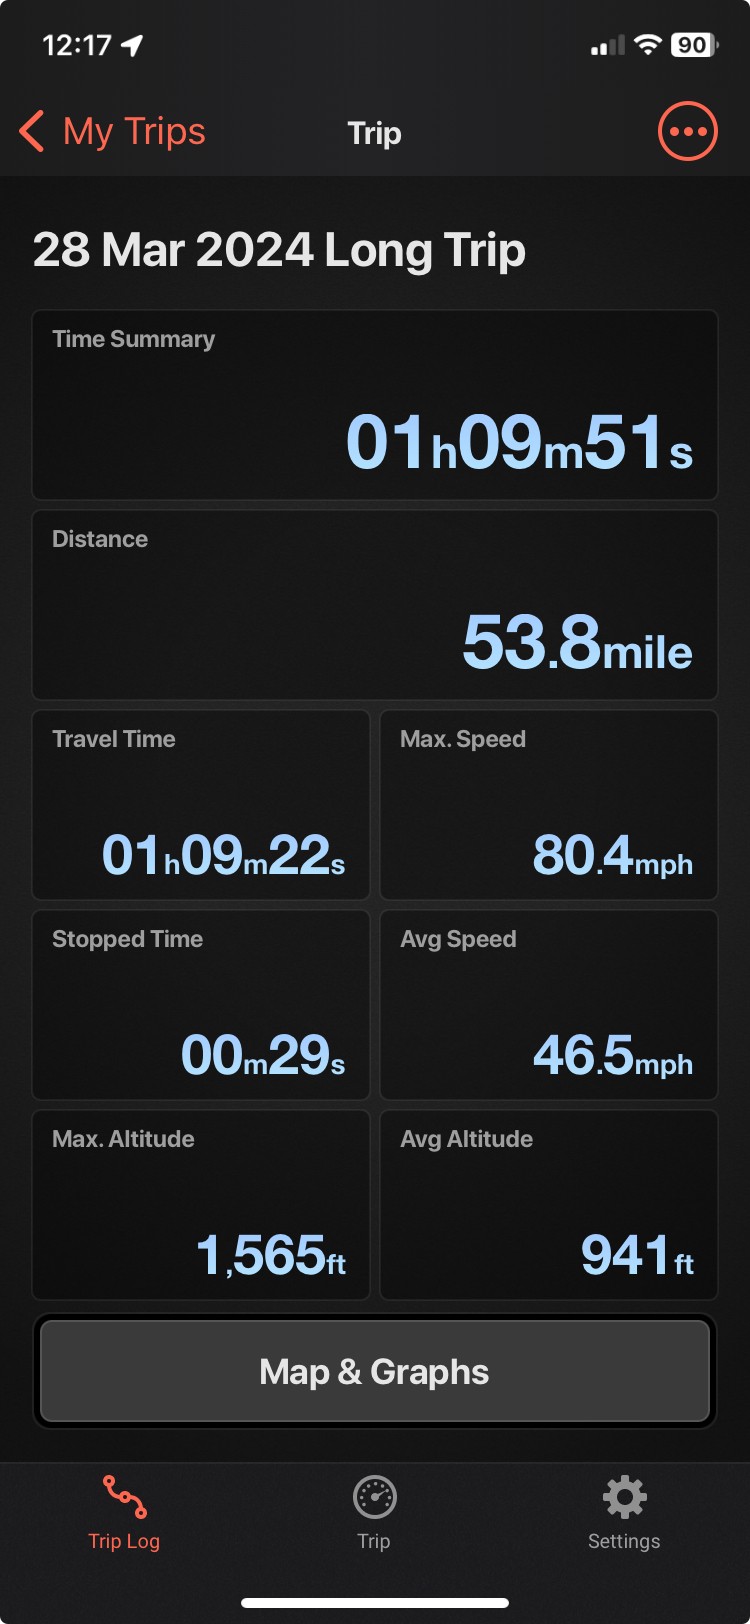 12:17 90
My Trips Trip
28 Mar 2024 Long Trip
Time Summary
01h09m51s
Distance
53.8mile
Travel Time Max. Speed
01h09m22s 80.4mph
Stopped Time Avg Speed
00m29s 46.5mph
Max. Altitude Avg Altitude
1,565ft 941ft
Map & Graphs
Trip Log Trip Settings